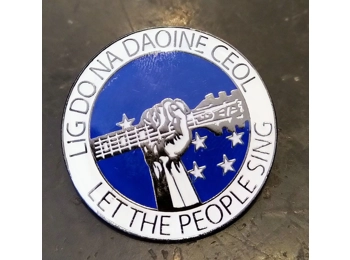 LIG DO NA DAOINE CEOL
LET THE PEOPLE SING